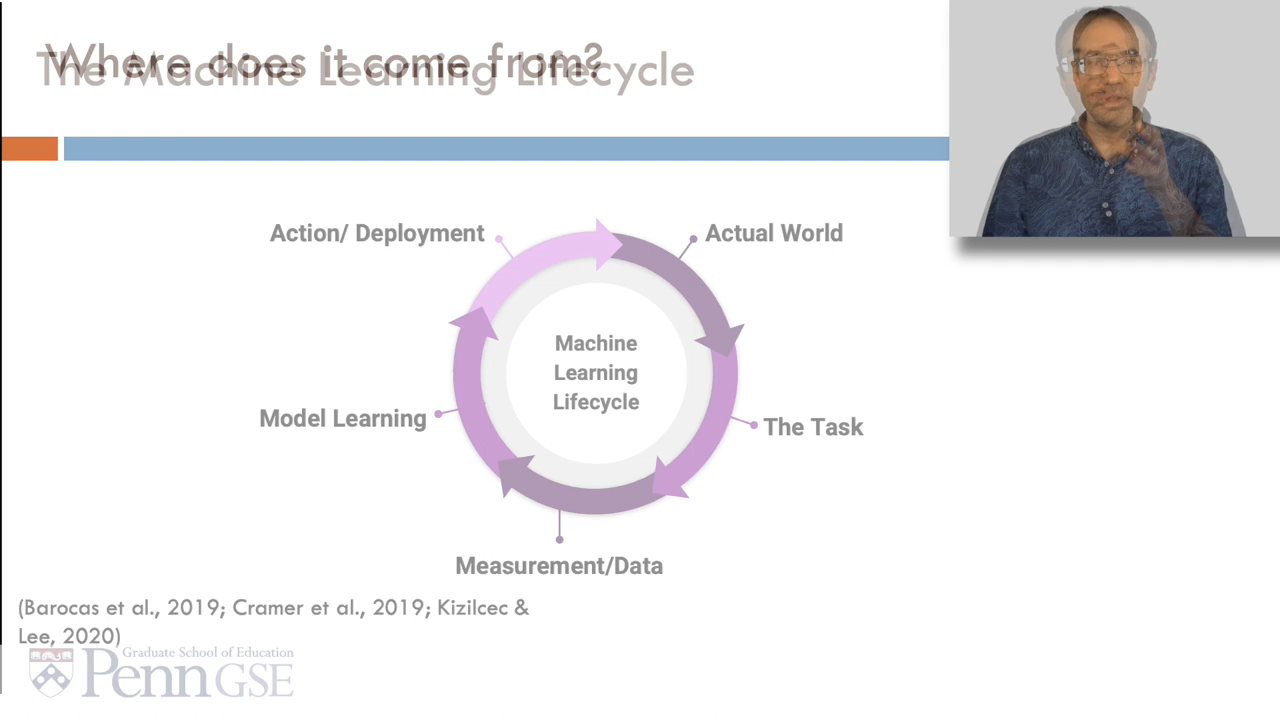 Where does it come from?
The Machine Learning Lifecycle
Action/ Deployment
Actual World
Machine
Learning
Lifecycle
Model Learning
The Task
Measurement/Data
(Barocas et al., 2019; Cramer et al., 2019; Kizilcec &
Lee, 2020)
Graduate School of Education
Penn GSE